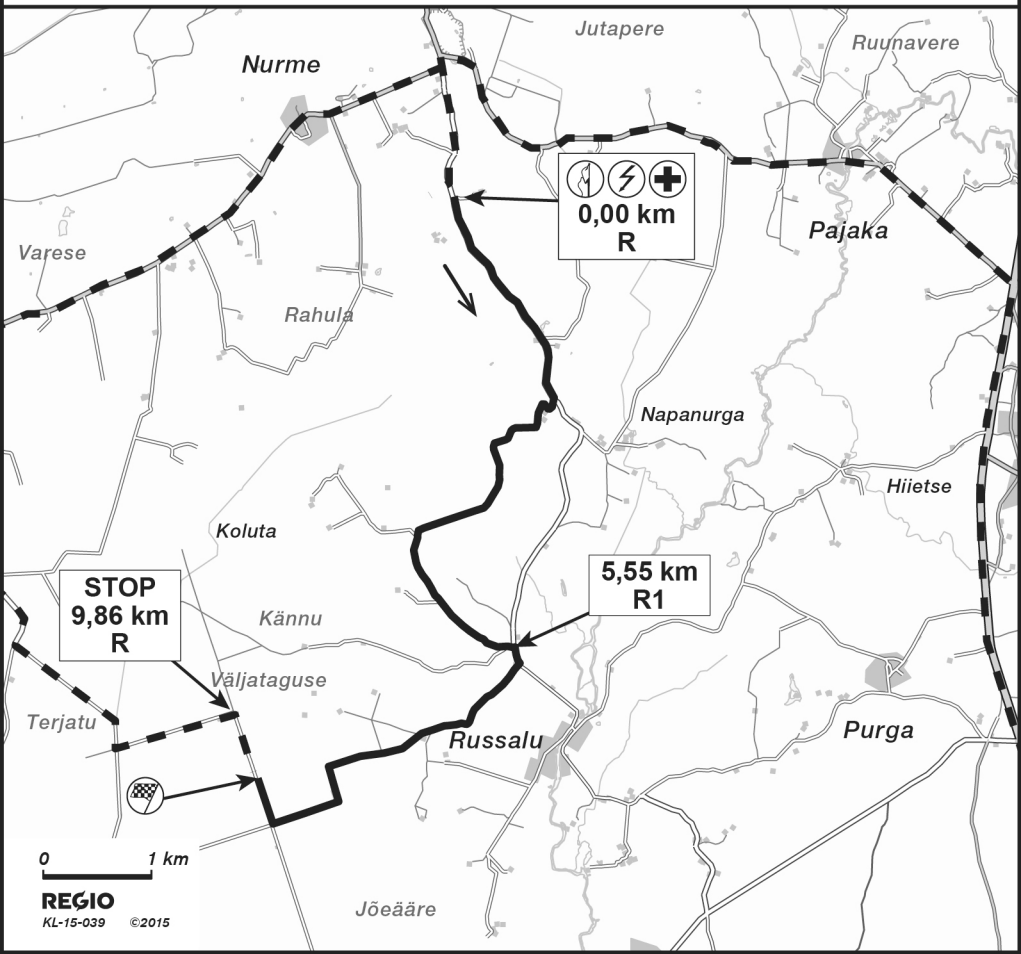 Jutapere
Ruunavere
Nurme
0,00 km
R
Pajaka
Varese
Rahula
Napanurga
Hiietse
Koluta
5,55 km
R1
STOP
9,86 km
R
Kännu
Väljataguse
Terjatu
Russalu
Purga
0 1 km
REGIO
KL-15-039 ©2015
Jõeääre